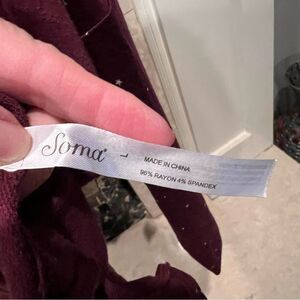 Soma® L
MADE IN CHINA
96% RAYON 4% SPANDEX